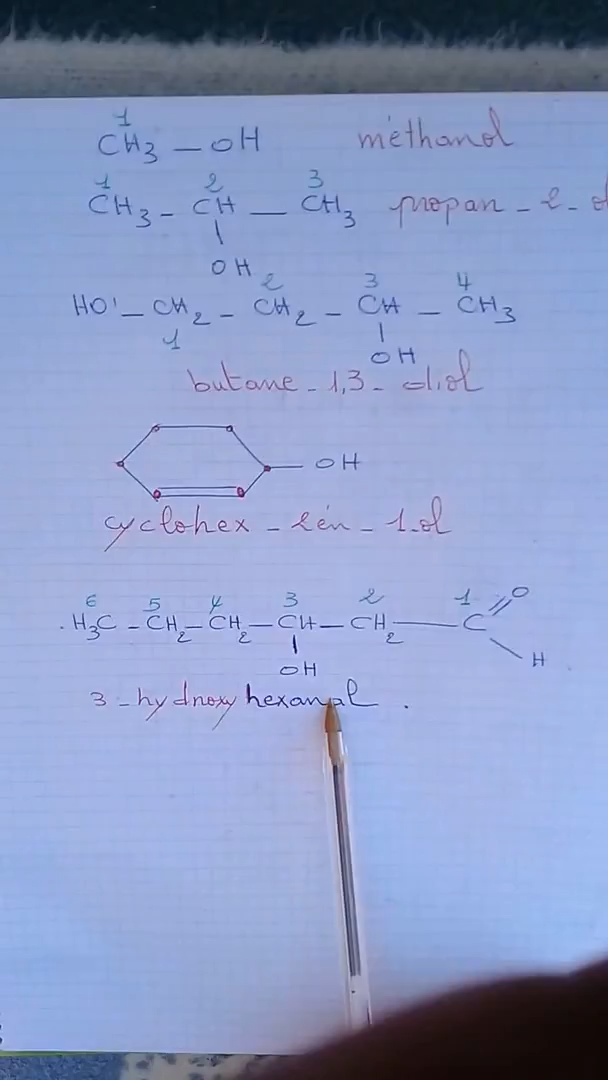 1
CH3 – OH méthanol
1 2 3
CH3 – CH – CH3 propan – 2 – ol
OH
2 3 4
HO – CH2 – CH2 – CH – CH3
1 OH
butane – 1,3 – diol
OH
cyclohex – 2én – 1.ol
6 5 4 3 2 1 O
H3C – CH2 – CH2 – CH – CH2 – C
H
OH
3 – hydroxy hexanal .